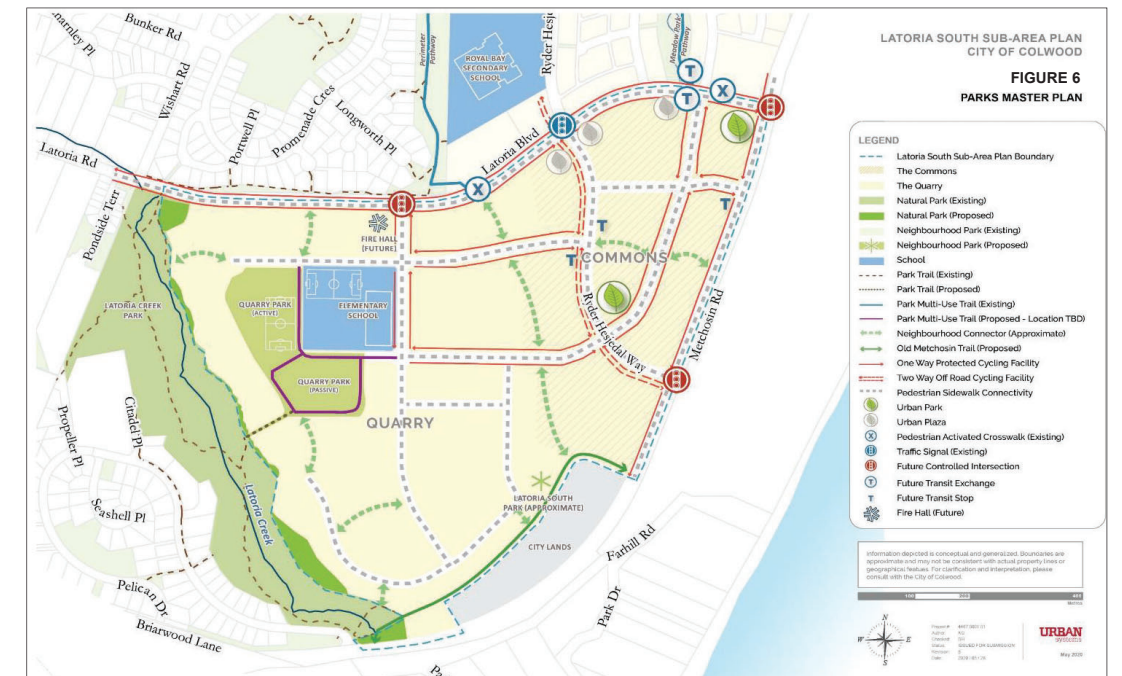 LATORIA SOUTH SUB-AREA PLAN
CITY OF COLWOOD
FIGURE 6
PARKS MASTER PLAN
Bunker Rd
Wishart Rd
Portwell Pl
Promenade Cres
Longworth Pl
Perimeter
Pathway
ROYAL BAY
SECONDARY
SCHOOL
Meadow Park
Pathway
T
T
X
Latoria Rd
Latoria Blvd
X
Pondside Terr
FIRE HALL
(FUTURE)
T
T
T
COMMONS
LATORIA CREEK
PARK
QUARRY PARK
(ACTIVE)
ELEMENTARY
SCHOOL
Ryder Hesjedal Way
Metchosin Rd
QUARRY PARK
(PASSIVE)
QUARRY
Propeller Pl
Citadel Pl
Latoria Creek
Seashell Pl
LATORIA SOUTH
PARK (APPROXIMATE)
CITY LANDS
Farhill Rd
Park Dr
Pelican Dr
Briarwood Lane
LEGEND
Latoria South Sub-Area Plan Boundary
The Commons
The Quarry
Natural Park (Existing)
Natural Park (Proposed)
Neighbourhood Park (Existing)
Neighbourhood Park (Proposed)
School
Park Trail (Existing)
Park Trail (Proposed)
Park Multi-Use Trail (Existing)
Park Multi-Use Trail (Proposed - Location TBD)
Neighbourhood Connector (Approximate)
Old Metchosin Trail (Proposed)
One Way Protected Cycling Facility
Two Way Off Road Cycling Facility
Pedestrian Sidewalk Connectivity
Urban Park
Urban Plaza
X Pedestrian Activated Crosswalk (Existing)
Traffic Signal (Existing)
Future Controlled Intersection
T Future Transit Exchange
T Future Transit Stop
Fire Hall (Future)
Information depicted is conceptual and generalized. Boundaries are
approximate and may not be consistent with actual property lines or
geographical features. For clarification and interpretation, please
consult with the City of Colwood.
N
W E
S
URBAN
systems
May 2020